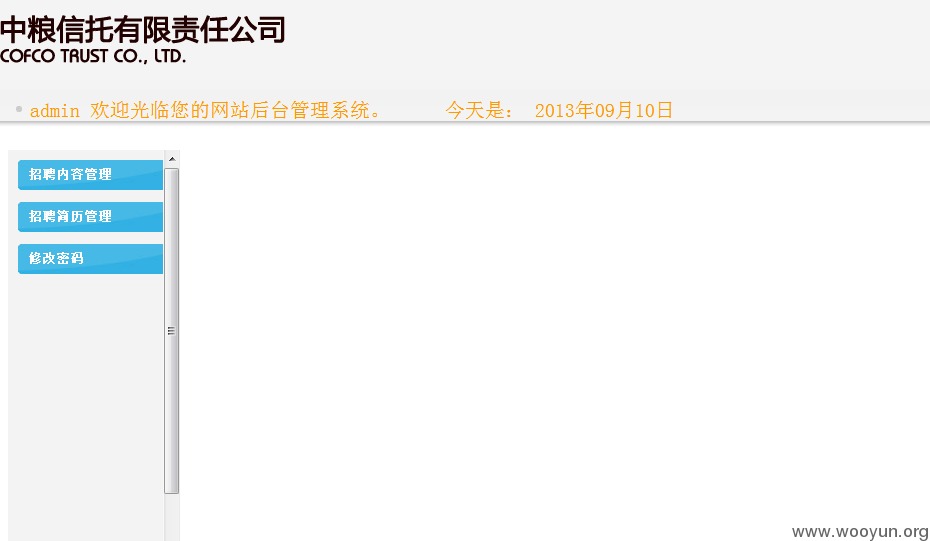 中粮信托有限责任公司
COFCO TRUST CO., LTD.
admin 欢迎光临您的网站后台管理系统。 今天是： 2013年09月10日
招聘内容管理
招聘简历管理
修改密码
www.wooyun.org